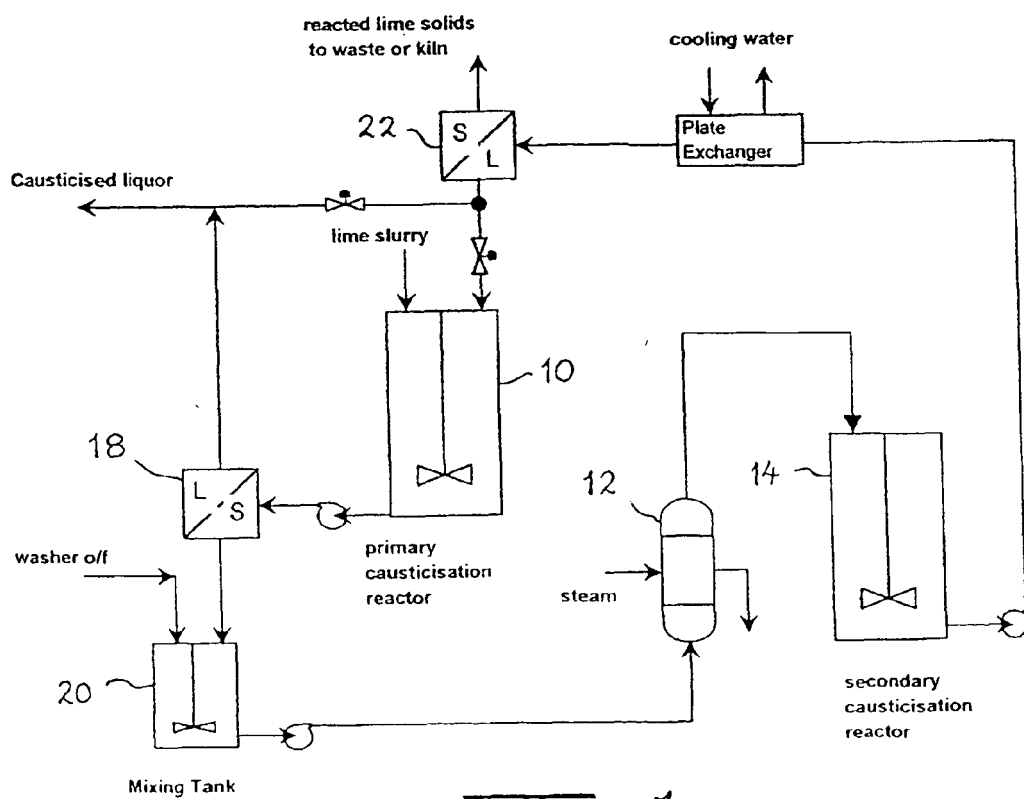 reacted lime solids
to waste or kiln
cooling water
22
S
L
Plate
Exchanger
Causticised liquor
lime slurry
10
18
L
S
12
14
primary
causticisation
reactor
washer o/f
steam
20
secondary
causticisation
reactor
Mixing Tank